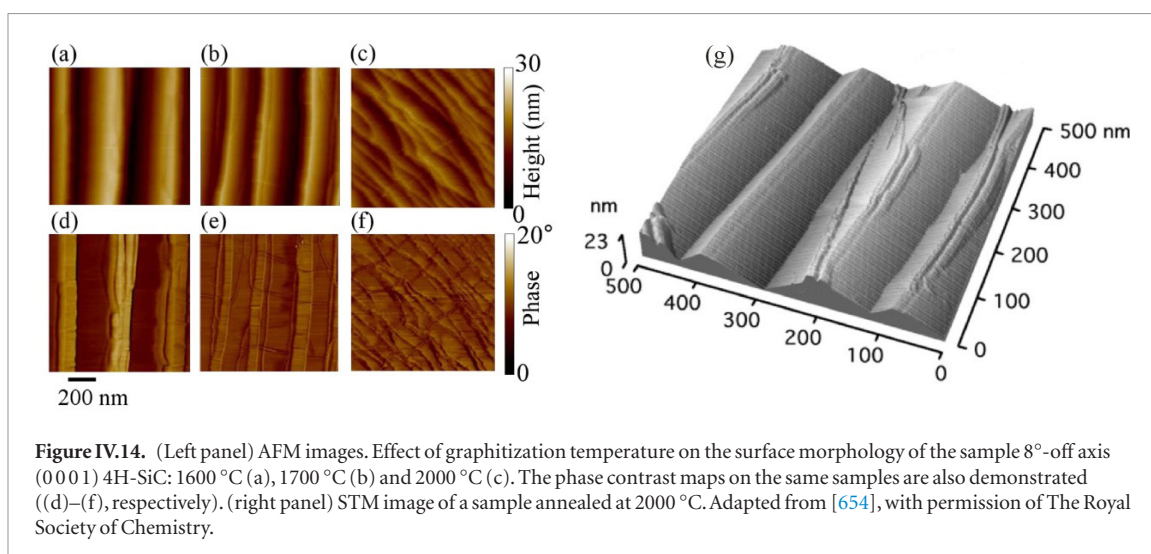 (a)
(b)
(c)
30
Height (nm)
0
(d)
(e)
(f)
20°
Phase
0
200 nm
(g)
500 nm
400
300
200
100
0
nm
23
0
500
400
300
200
100
0
Figure IV.14. (Left panel) AFM images. Effect of graphitization temperature on the surface morphology of the sample 8°-off axis
(0 0 0 1) 4H-SiC: 1600 °C (a), 1700 °C (b) and 2000 °C (c). The phase contrast maps on the same samples are also demonstrated
((d)–(f), respectively). (right panel) STM image of a sample annealed at 2000 °C. Adapted from [654], with permission of The Royal
Society of Chemistry.